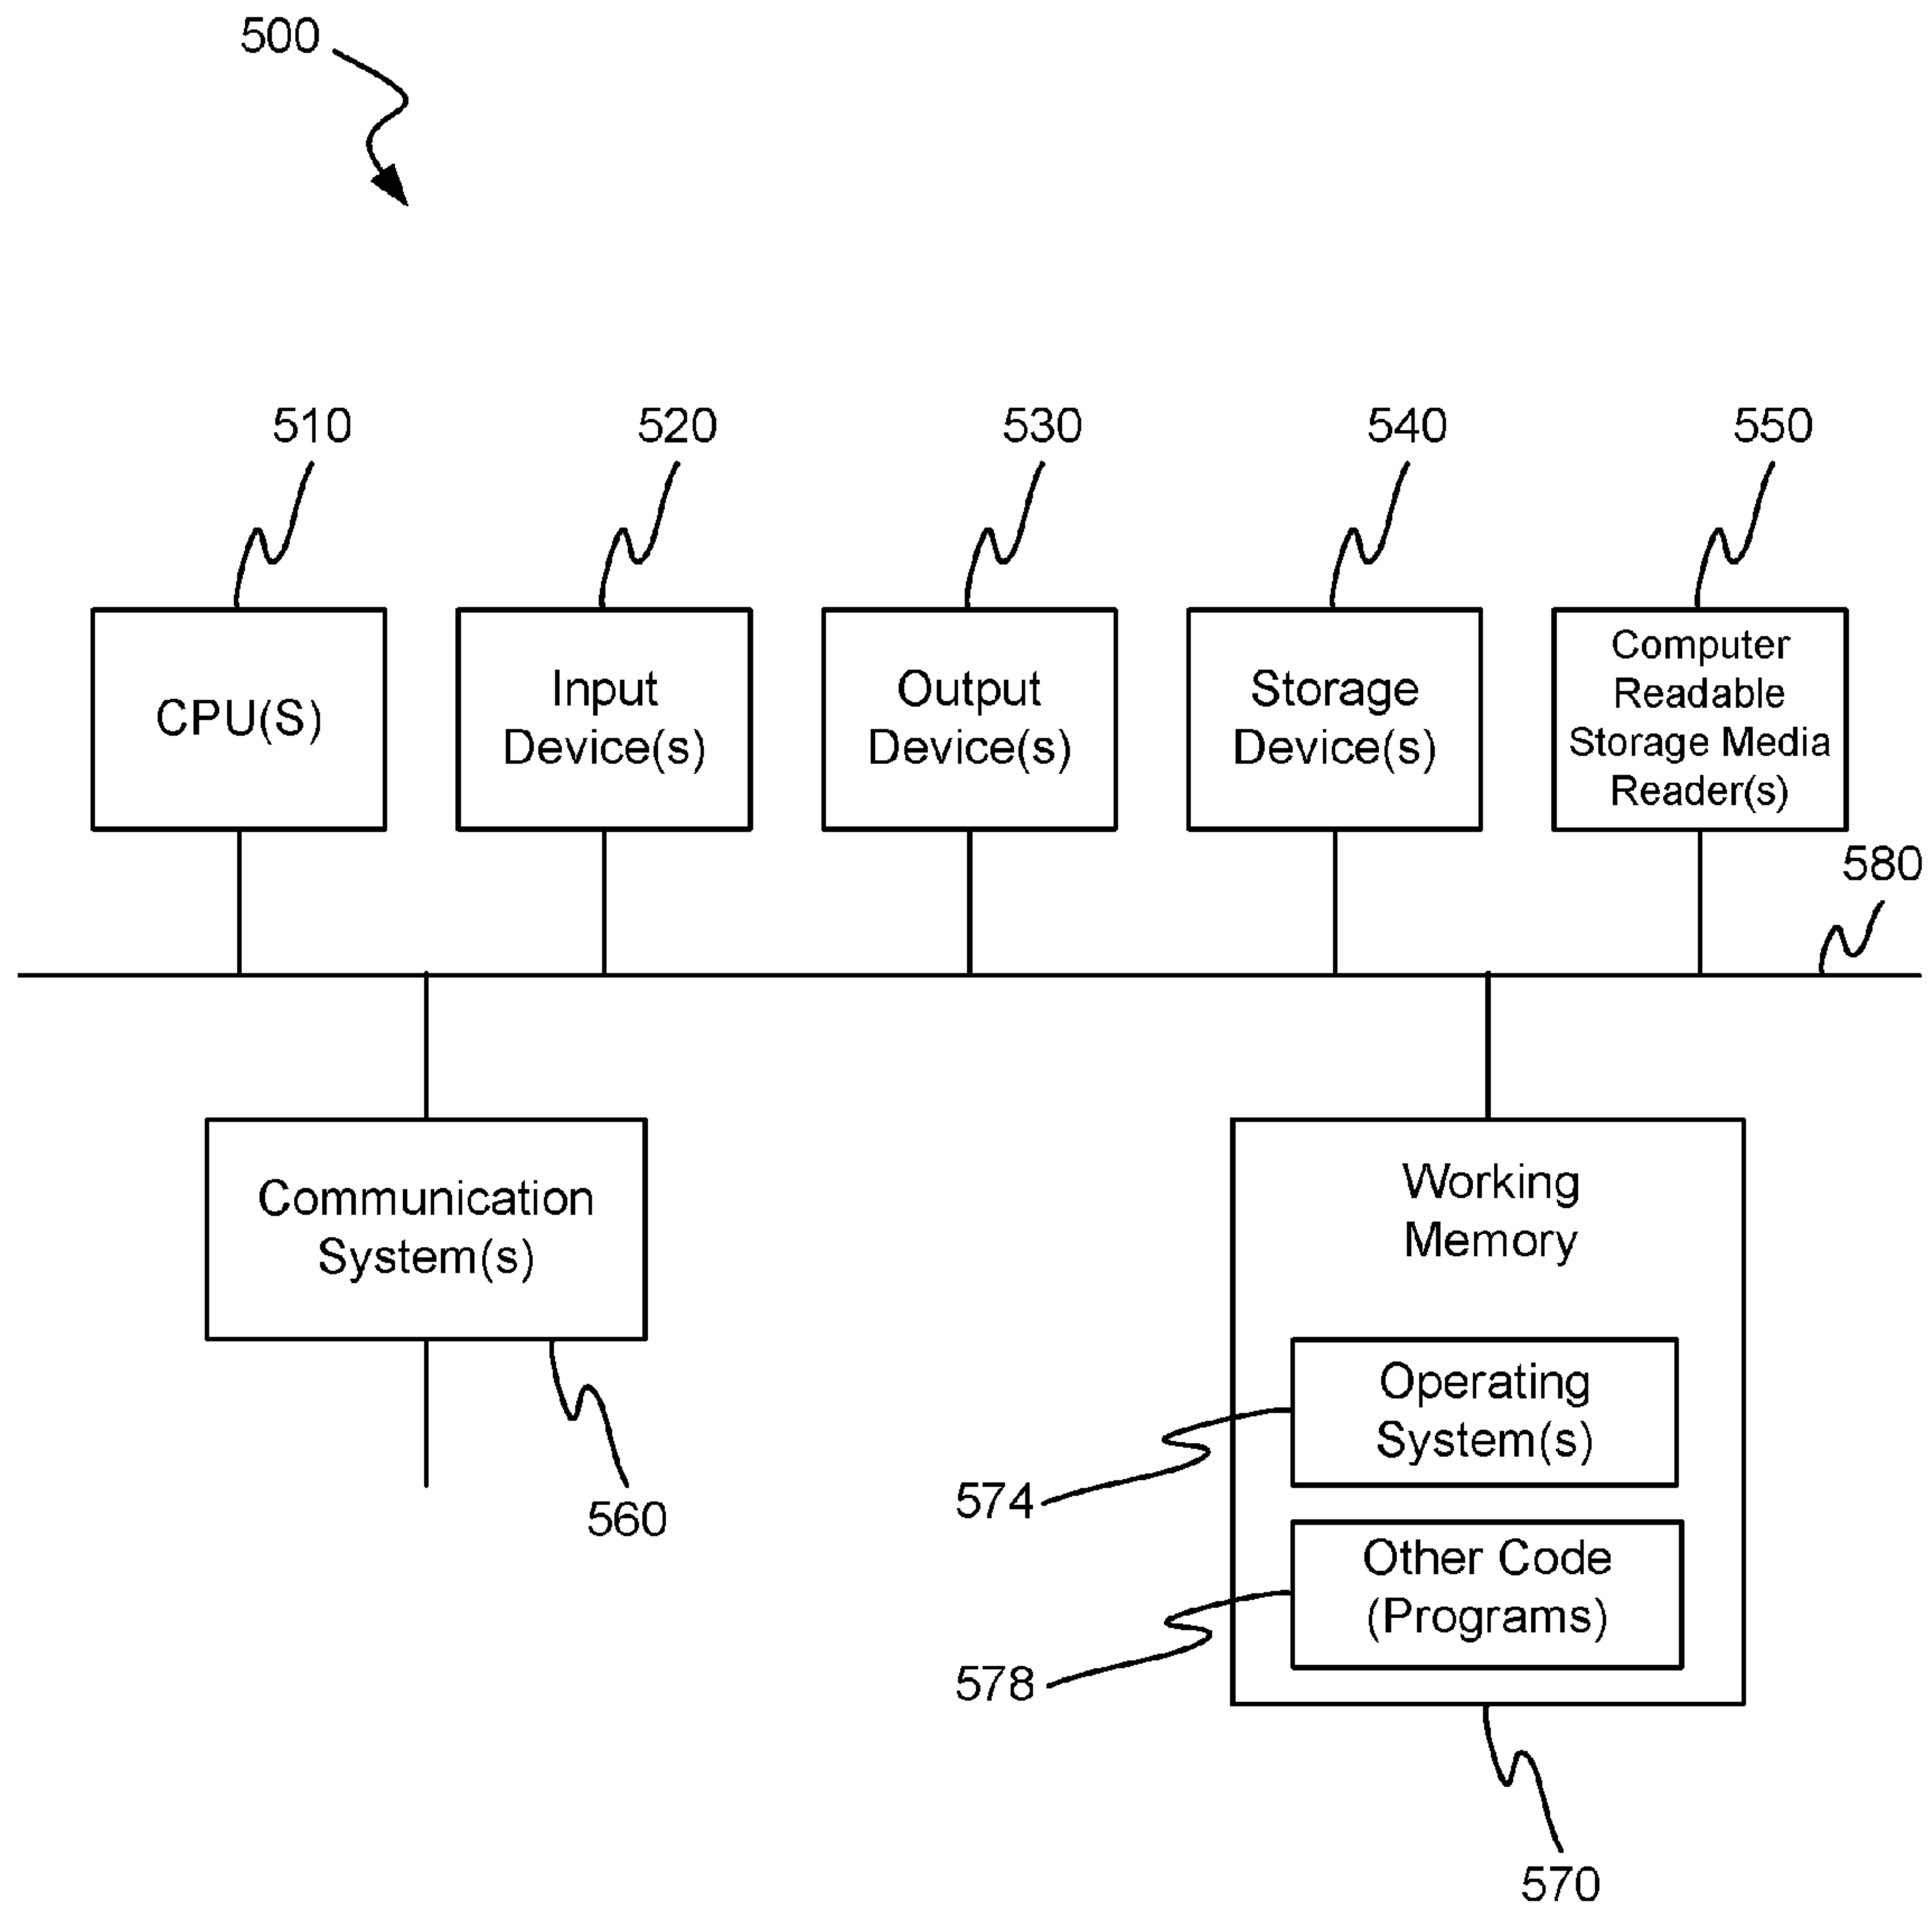 500
510
520
530
540
550
CPU(S)
Input
Device(s)
Output
Device(s)
Storage
Device(s)
Computer
Readable
Storage Media
Reader(s)
580
Communication
System(s)
560
Working
Memory
Operating
System(s)
574
Other Code
(Programs)
578
570